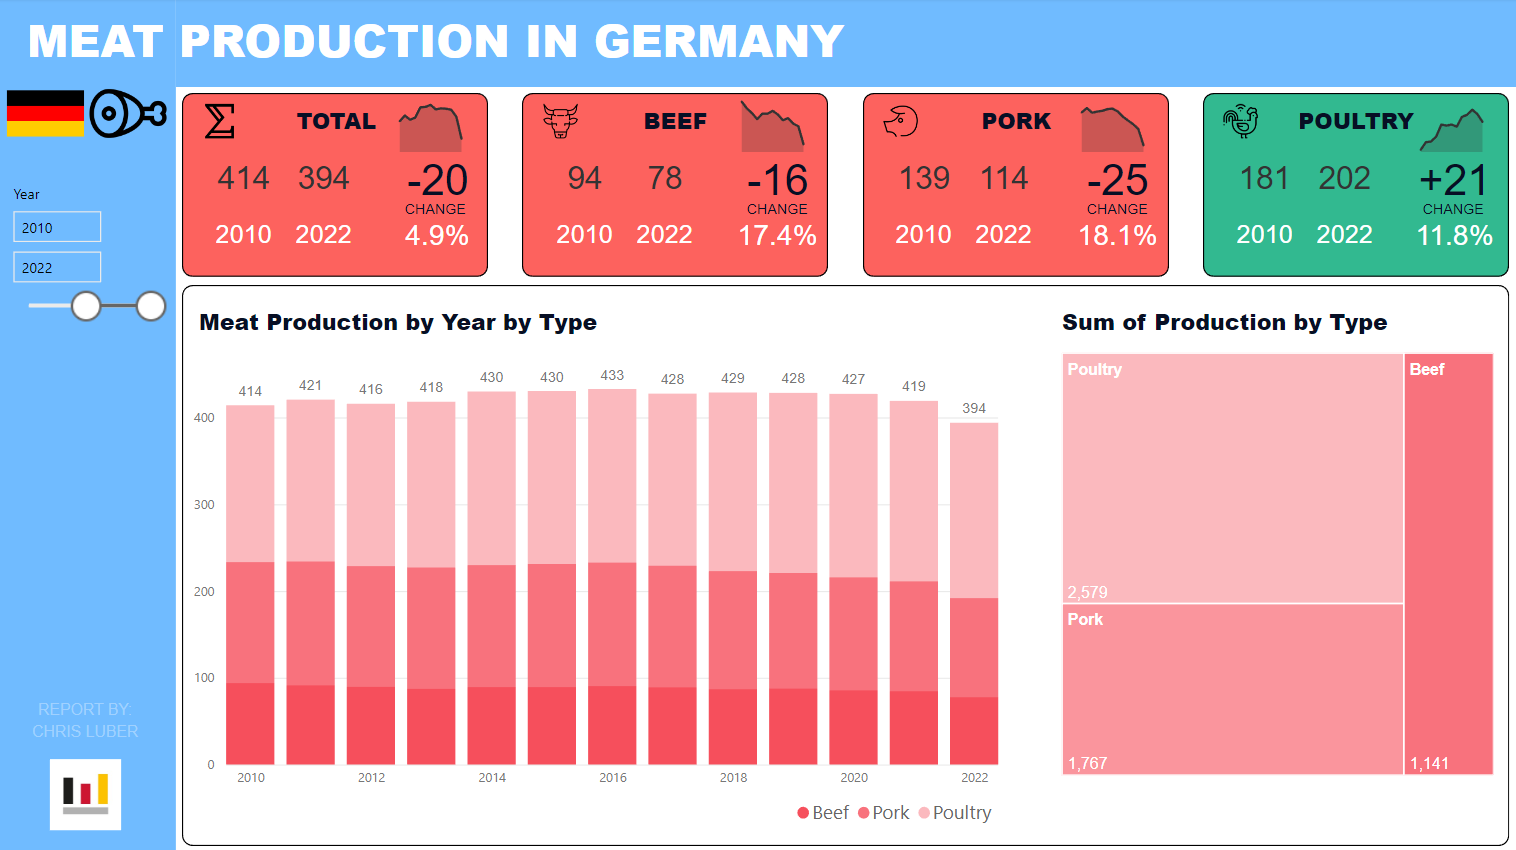 MEAT PRODUCTION IN GERMANY
Year
2010
2022
REPORT BY:
CHRIS LUBER
TOTAL
414 394 -20
CHANGE
2010 2022 4.9%
BEEF
94 78 -16
CHANGE
2010 2022 17.4%
PORK
139 114 -25
CHANGE
2010 2022 18.1%
POULTRY
181 202 +21
CHANGE
2010 2022 11.8%
Meat Production by Year by Type
414 421 416 418 430 430 433 428 429 428 427 419 394
400
300
200
100
0
2010 2012 2014 2016 2018 2020 2022
Beef Pork Poultry
Sum of Production by Type
Poultry
2,579
Pork
1,767
Beef
1,141